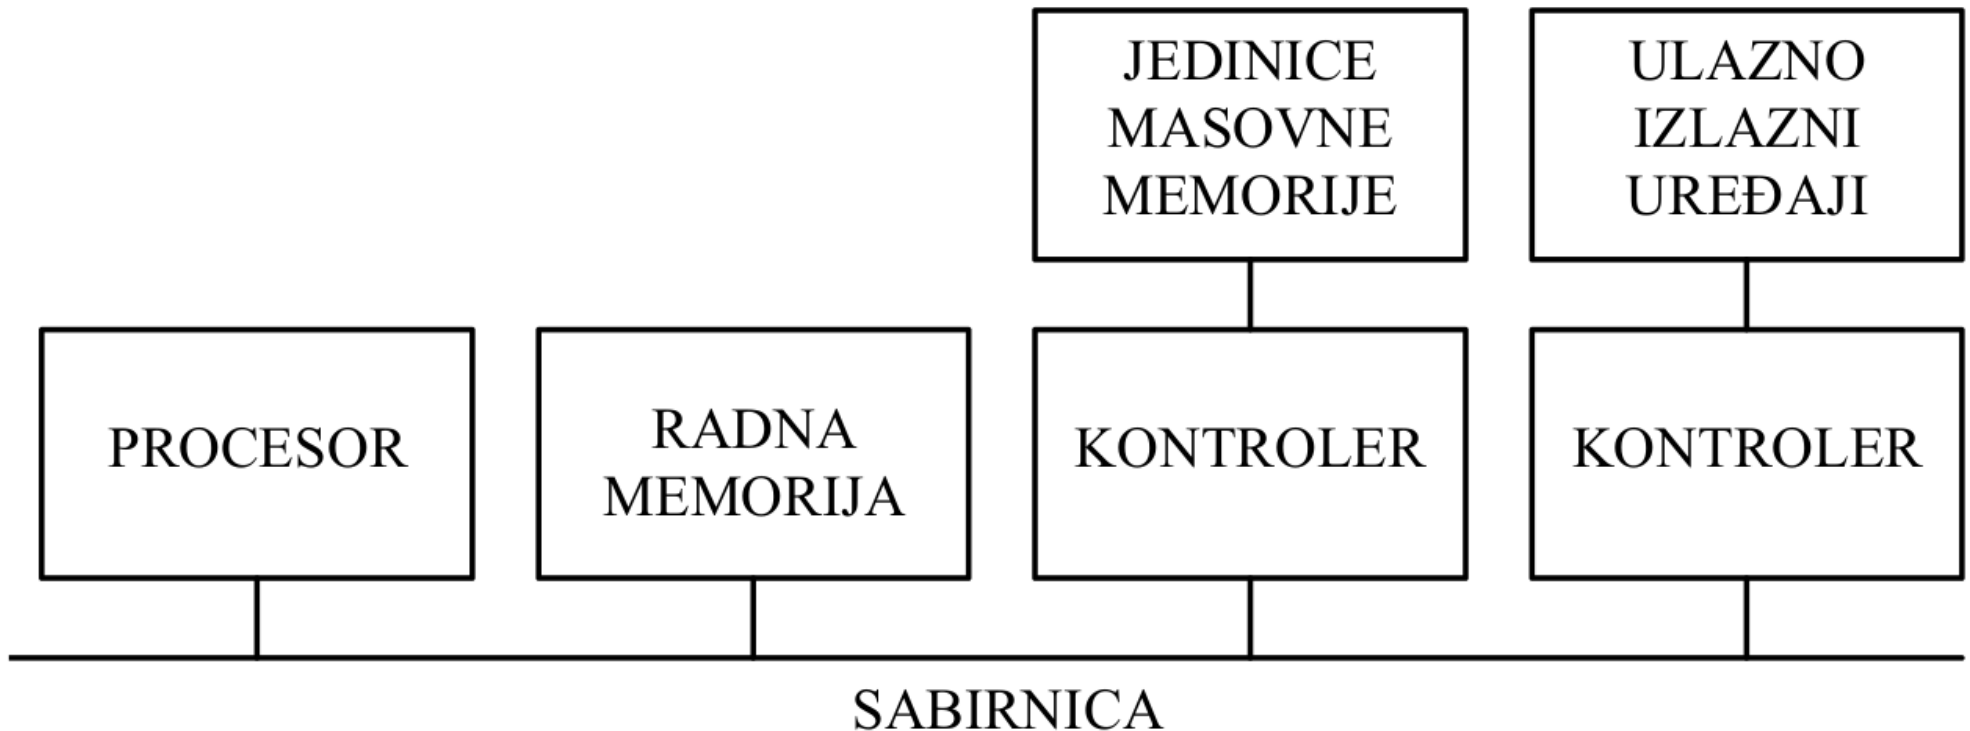 JEDINICE
MASOVNE
MEMORIJE
ULAZNO
IZLAZNI
UREĐAJI
PROCESOR
RADNA
MEMORIJA
KONTROLER
KONTROLER
SABIRNICA